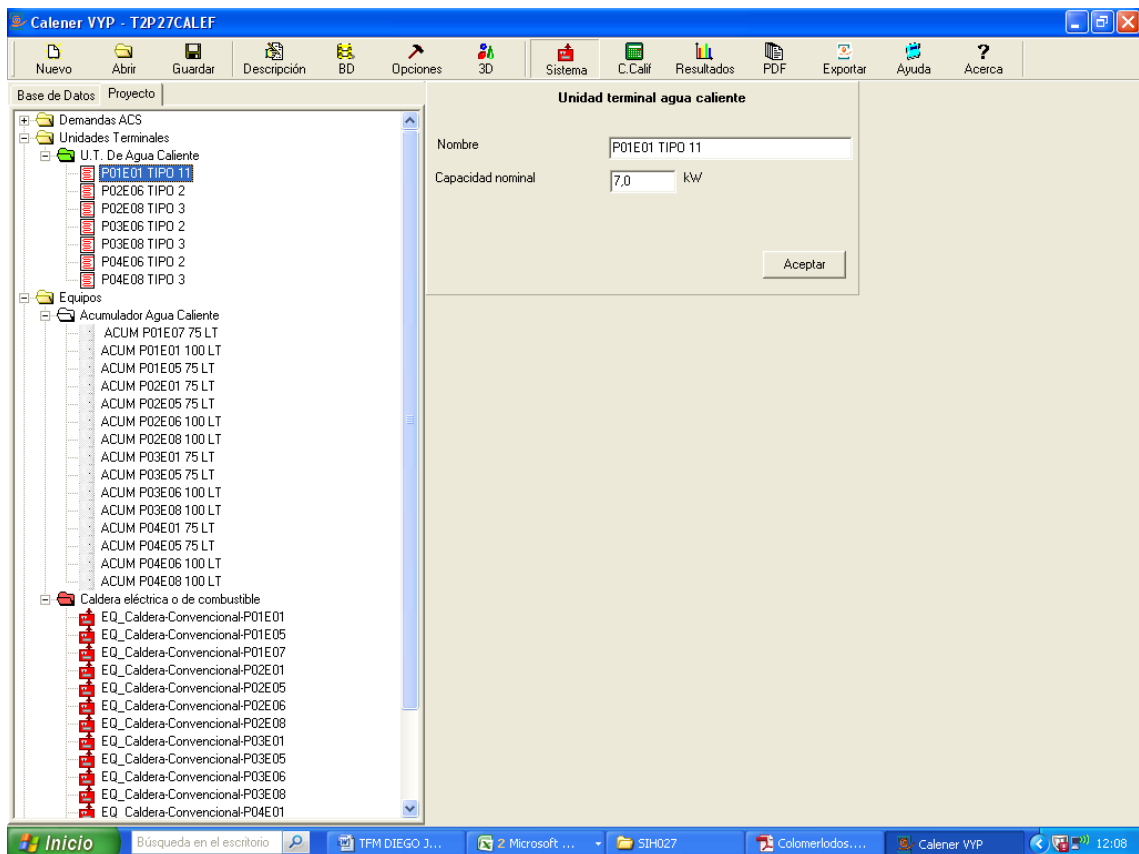 Calener VYP - T2P27CALEF
Nuevo Abrir Guardar Descripción BD Opciones 3D Sistema C.Calif Resultados PDF Exportar Ayuda Acerca
Base de Datos Proyecto
Demandas ACS
Unidades Terminales
U.T. De Agua Caliente
P01E01 TIPO 11
P02E06 TIPO 2
P02E08 TIPO 3
P03E06 TIPO 2
P03E08 TIPO 3
P04E06 TIPO 2
P04E08 TIPO 3
Equipos
Acumulador Agua Caliente
ACUM P01E07 75 LT
ACUM P01E01 100 LT
ACUM P01E05 75 LT
ACUM P02E01 75 LT
ACUM P02E05 75 LT
ACUM P02E06 100 LT
ACUM P02E08 100 LT
ACUM P03E01 75 LT
ACUM P03E05 75 LT
ACUM P03E06 100 LT
ACUM P03E08 100 LT
ACUM P04E01 75 LT
ACUM P04E05 75 LT
ACUM P04E06 100 LT
ACUM P04E08 100 LT
Caldera eléctrica o de combustible
EQ_Caldera-Convencional-P01E01
EQ_Caldera-Convencional-P01E05
EQ_Caldera-Convencional-P01E07
EQ_Caldera-Convencional-P02E01
EQ_Caldera-Convencional-P02E05
EQ_Caldera-Convencional-P02E06
EQ_Caldera-Convencional-P02E08
EQ_Caldera-Convencional-P03E01
EQ_Caldera-Convencional-P03E05
EQ_Caldera-Convencional-P03E06
EQ_Caldera-Convencional-P03E08
EQ_Caldera-Convencional-P04E01
Unidad terminal agua caliente
Nombre P01E01 TIPO 11
Capacidad nominal 7,0 kW
Aceptar
Inicio Búsqueda en el escritorio TFM DIEGO J... 2 Microsoft ... SIH027 Colomerlodos.... Calener VYP 12:08